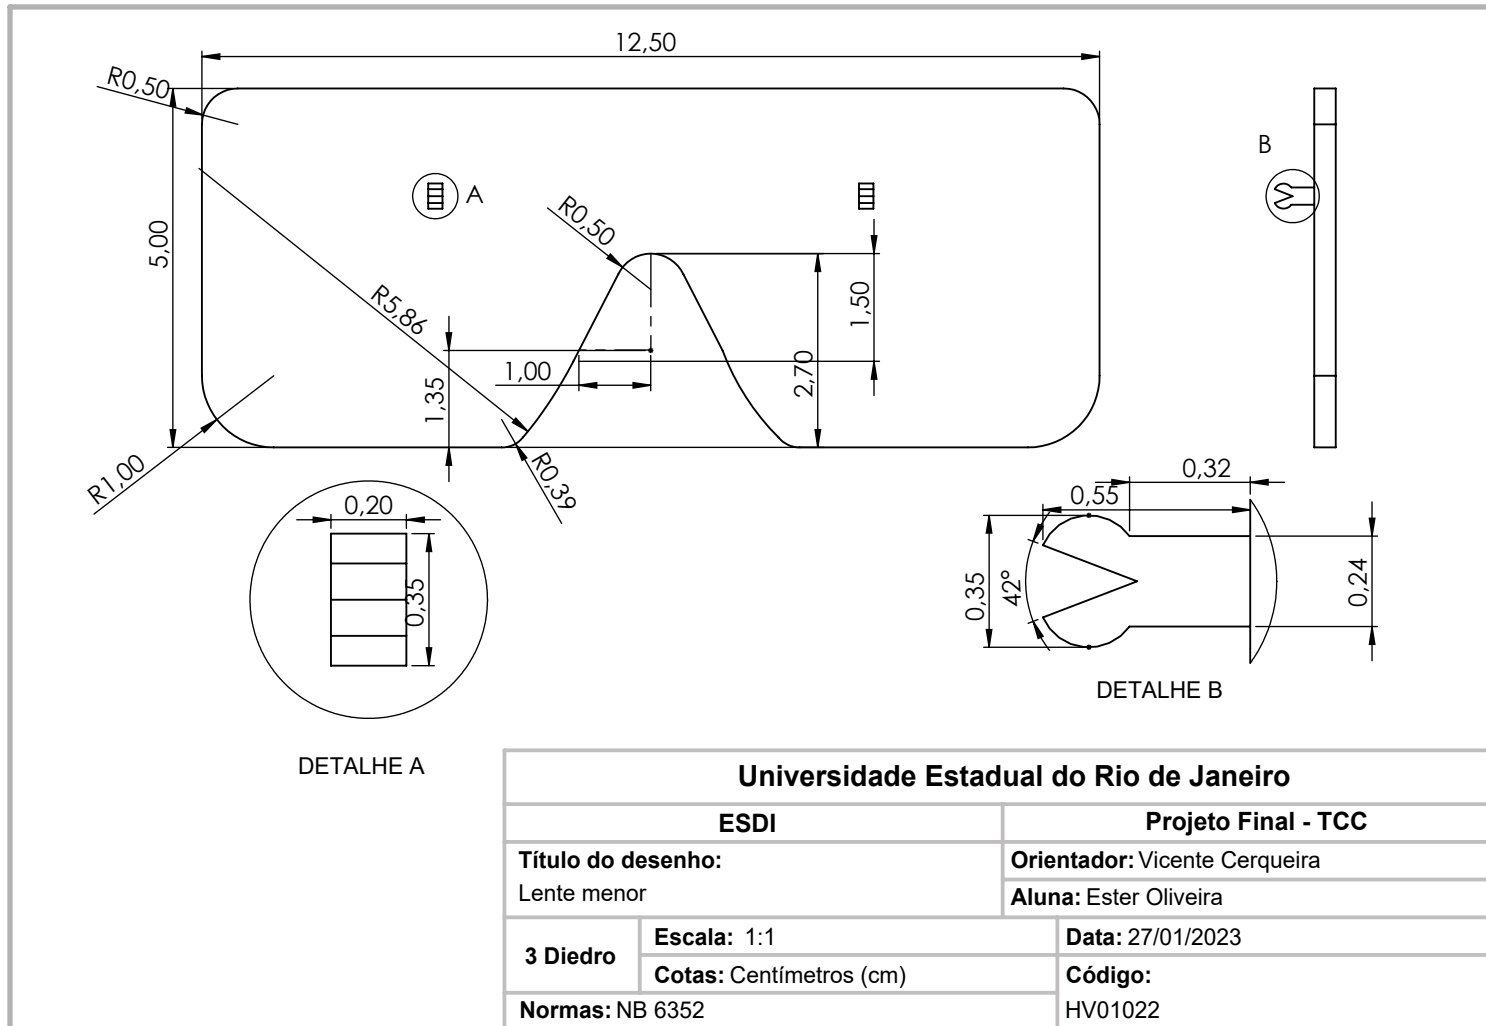 12,50
R0,50
B
A
R0,50
5,00
R5,86
1,50
1,00
1,35
2,70
R1,00
R0,39
0,20
0,35
0,32
0,55
0,35
42°
0,24
DETALHE B
DETALHE A
Universidade Estadual do Rio de Janeiro
ESDI
Projeto Final - TCC
Título do desenho:
Lente menor
Orientador: Vicente Cerqueira
Aluna: Ester Oliveira
3 Diedro
Escala: 1:1
Data: 27/01/2023
Cotas: Centímetros (cm)
Código:
Normas: NB 6352
HV01022